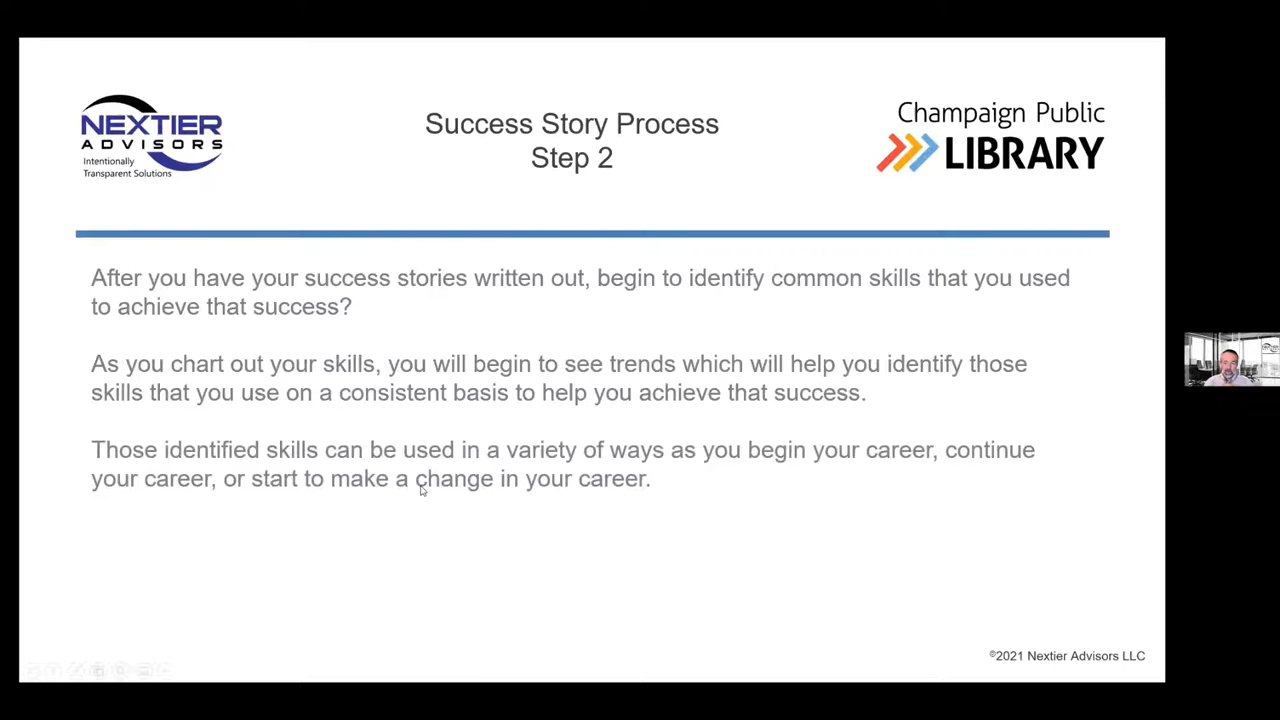 NEXTIER
ADVISORS
Intentionally
Transparent Solutions
Success Story Process
Step 2
Champaign Public
LIBRARY
After you have your success stories written out, begin to identify common skills that you used
to achieve that success?
As you chart out your skills, you will begin to see trends which will help you identify those
skills that you use on a consistent basis to help you achieve that success.
Those identified skills can be used in a variety of ways as you begin your career, continue
your career, or start to make a change in your career.
©2021 Nextier Advisors LLC
NEXTIER